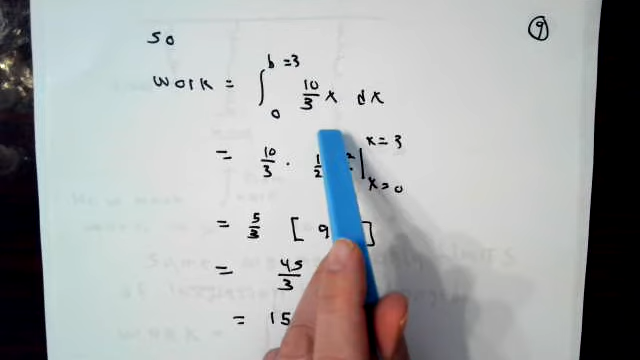 9
So
Work = ∫ b=3 0 10/3 x dx
= 10/3 · 1/2 2 | x=3 x=0
= 5/3 [ 9 ]
= 45/3
= 15